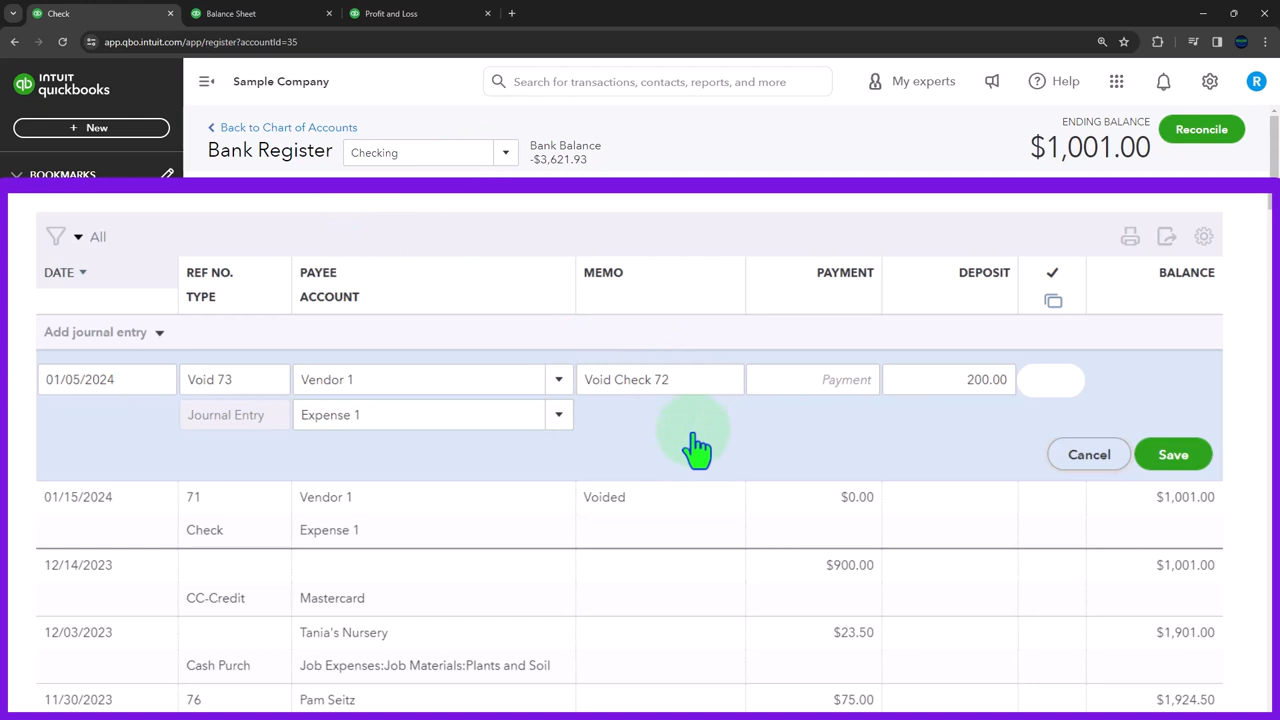 Check
Balance Sheet
Profit and Loss
app.qbo.intuit.com/app/register?accountId=35
INTUIT
quickbooks
Sample Company
Search for transactions, contacts, reports, and more
My experts
Help
R
+ New
BOOKMARKS
Back to Chart of Accounts
Bank Register
Checking
Bank Balance
-$3,621.93
ENDING BALANCE
$1,001.00
Reconcile
All
DATE REF NO. PAYEE MEMO PAYMENT DEPOSIT BALANCE
TYPE ACCOUNT
Add journal entry
01/05/2024 Void 73 Vendor 1 Void Check 72 Payment 200.00
Journal Entry Expense 1
Cancel Save
01/15/2024 71 Vendor 1 Voided $0.00 $1,001.00
Check Expense 1
12/14/2023 $900.00 $1,001.00
CC-Credit Mastercard
12/03/2023 Tania's Nursery $23.50 $1,901.00
Cash Purch Job Expenses:Job Materials:Plants and Soil
11/30/2023 76 Pam Seitz $75.00 $1,924.50